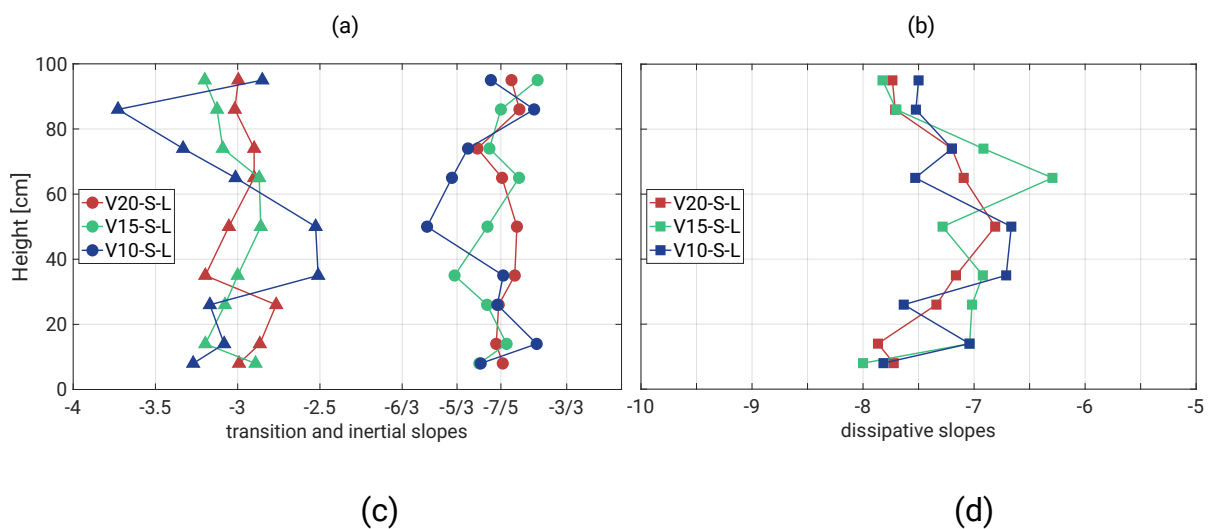 (a)
(b)
100
80
60
40
20
0
Height [cm]
V20-S-L
V15-S-L
V10-S-L
-4
-3.5
-3
-2.5
-6/3
-5/3
-7/5
-3/3
transition and inertial slopes
V20-S-L
V15-S-L
V10-S-L
-10
-9
-8
-7
-6
-5
dissipative slopes
(c)
(d)